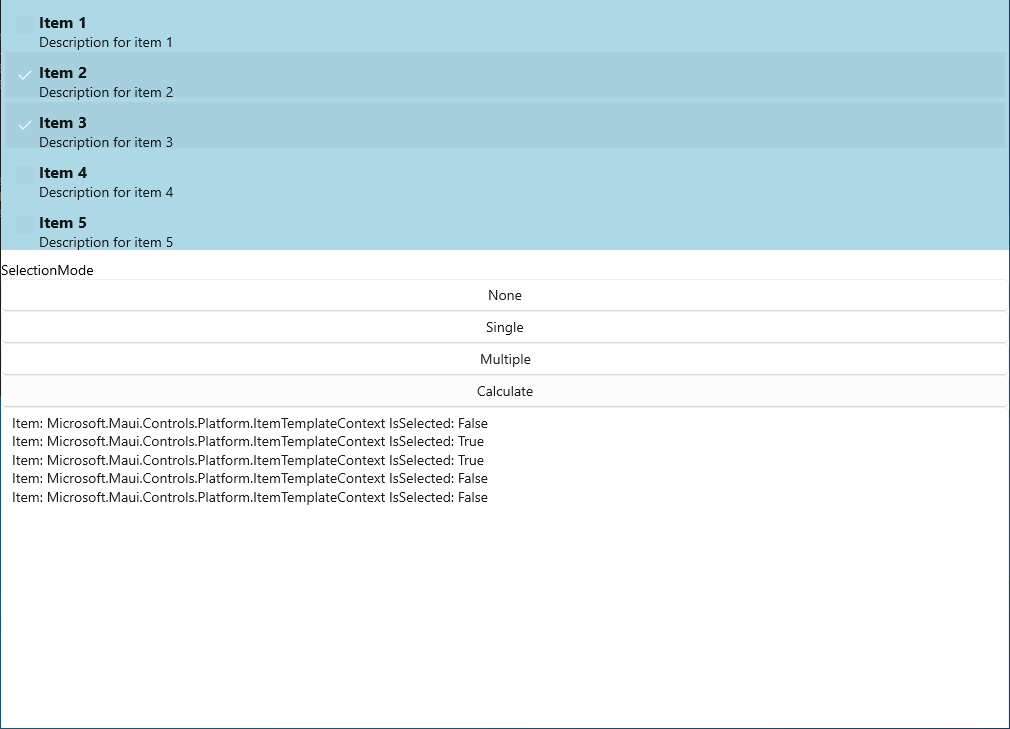 Item 1
Description for item 1
Item 2
Description for item 2
Item 3
Description for item 3
Item 4
Description for item 4
Item 5
Description for item 5
SelectionMode
None
Single
Multiple
Calculate
Item: Microsoft.Maui.Controls.Platform.ItemTemplateContext IsSelected: False
Item: Microsoft.Maui.Controls.Platform.ItemTemplateContext IsSelected: True
Item: Microsoft.Maui.Controls.Platform.ItemTemplateContext IsSelected: True
Item: Microsoft.Maui.Controls.Platform.ItemTemplateContext IsSelected: False
Item: Microsoft.Maui.Controls.Platform.ItemTemplateContext IsSelected: False